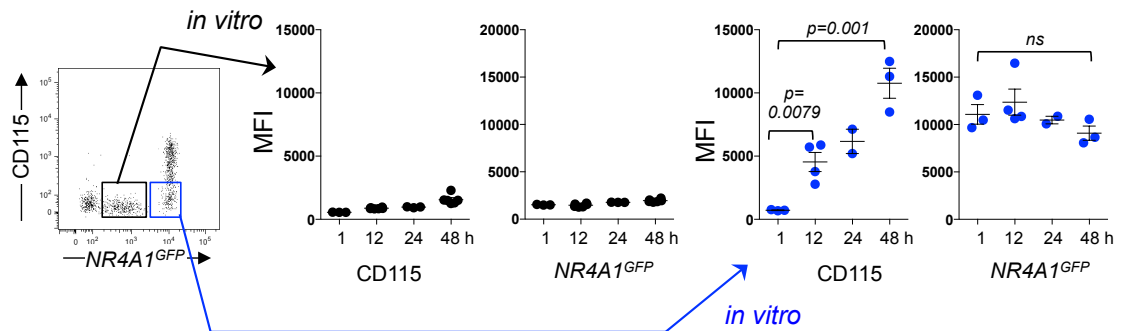 in vitro
CD115
10⁵
10⁴
10³
10²
0
0 10² 10³ 10⁴ 10⁵
NR4A1ᴳᶠᴾ
MFI
15000
10000
5000
0
1 12 24 48 h
CD115
20000
15000
10000
5000
0
1 12 24 48 h
NR4A1ᴳᶠᴾ
MFI
15000
10000
5000
0
p=0.001
p=
0.0079
1 12 24 48 h
CD115
20000
15000
10000
5000
0
ns
1 12 24 48 h
NR4A1ᴳᶠᴾ
in vitro